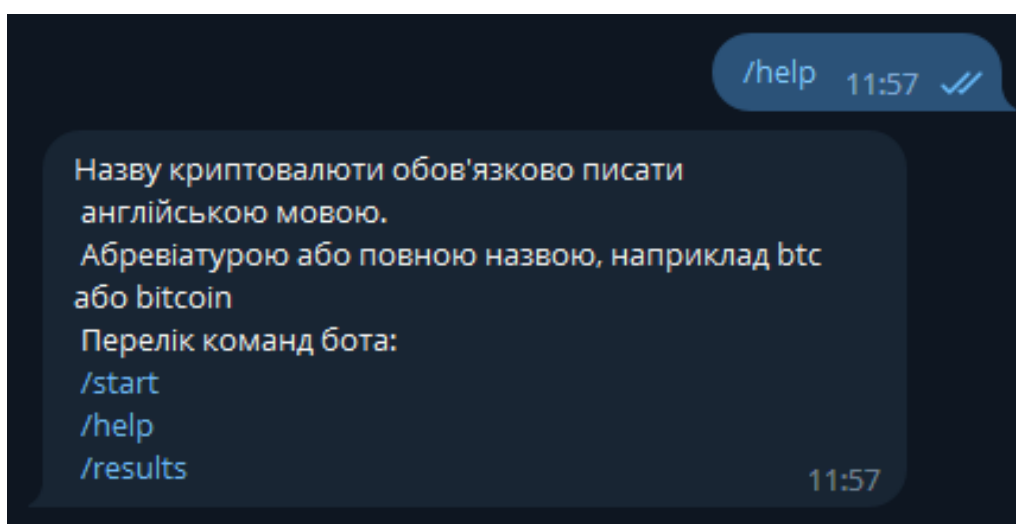 /help 11:57
Назву криптовалюти обов'язково писати
англійською мовою.
Абревіатурою або повною назвою, наприклад btc
або bitcoin
Перелік команд бота:
/start
/help
/results
11:57